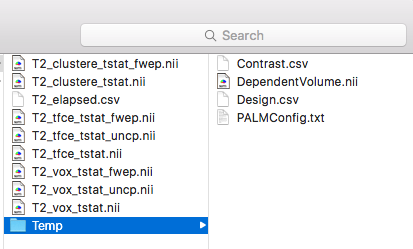 Search
T2_clustere_tstat_fwep.nii
T2_clustere_tstat.nii
T2_elapsed.csv
T2_tfce_tstat_fwep.nii
T2_tfce_tstat_uncp.nii
T2_tfce_tstat.nii
T2_vox_tstat_fwep.nii
T2_vox_tstat_uncp.nii
T2_vox_tstat.nii
Temp
Contrast.csv
DependentVolume.nii
Design.csv
PALMConfig.txt